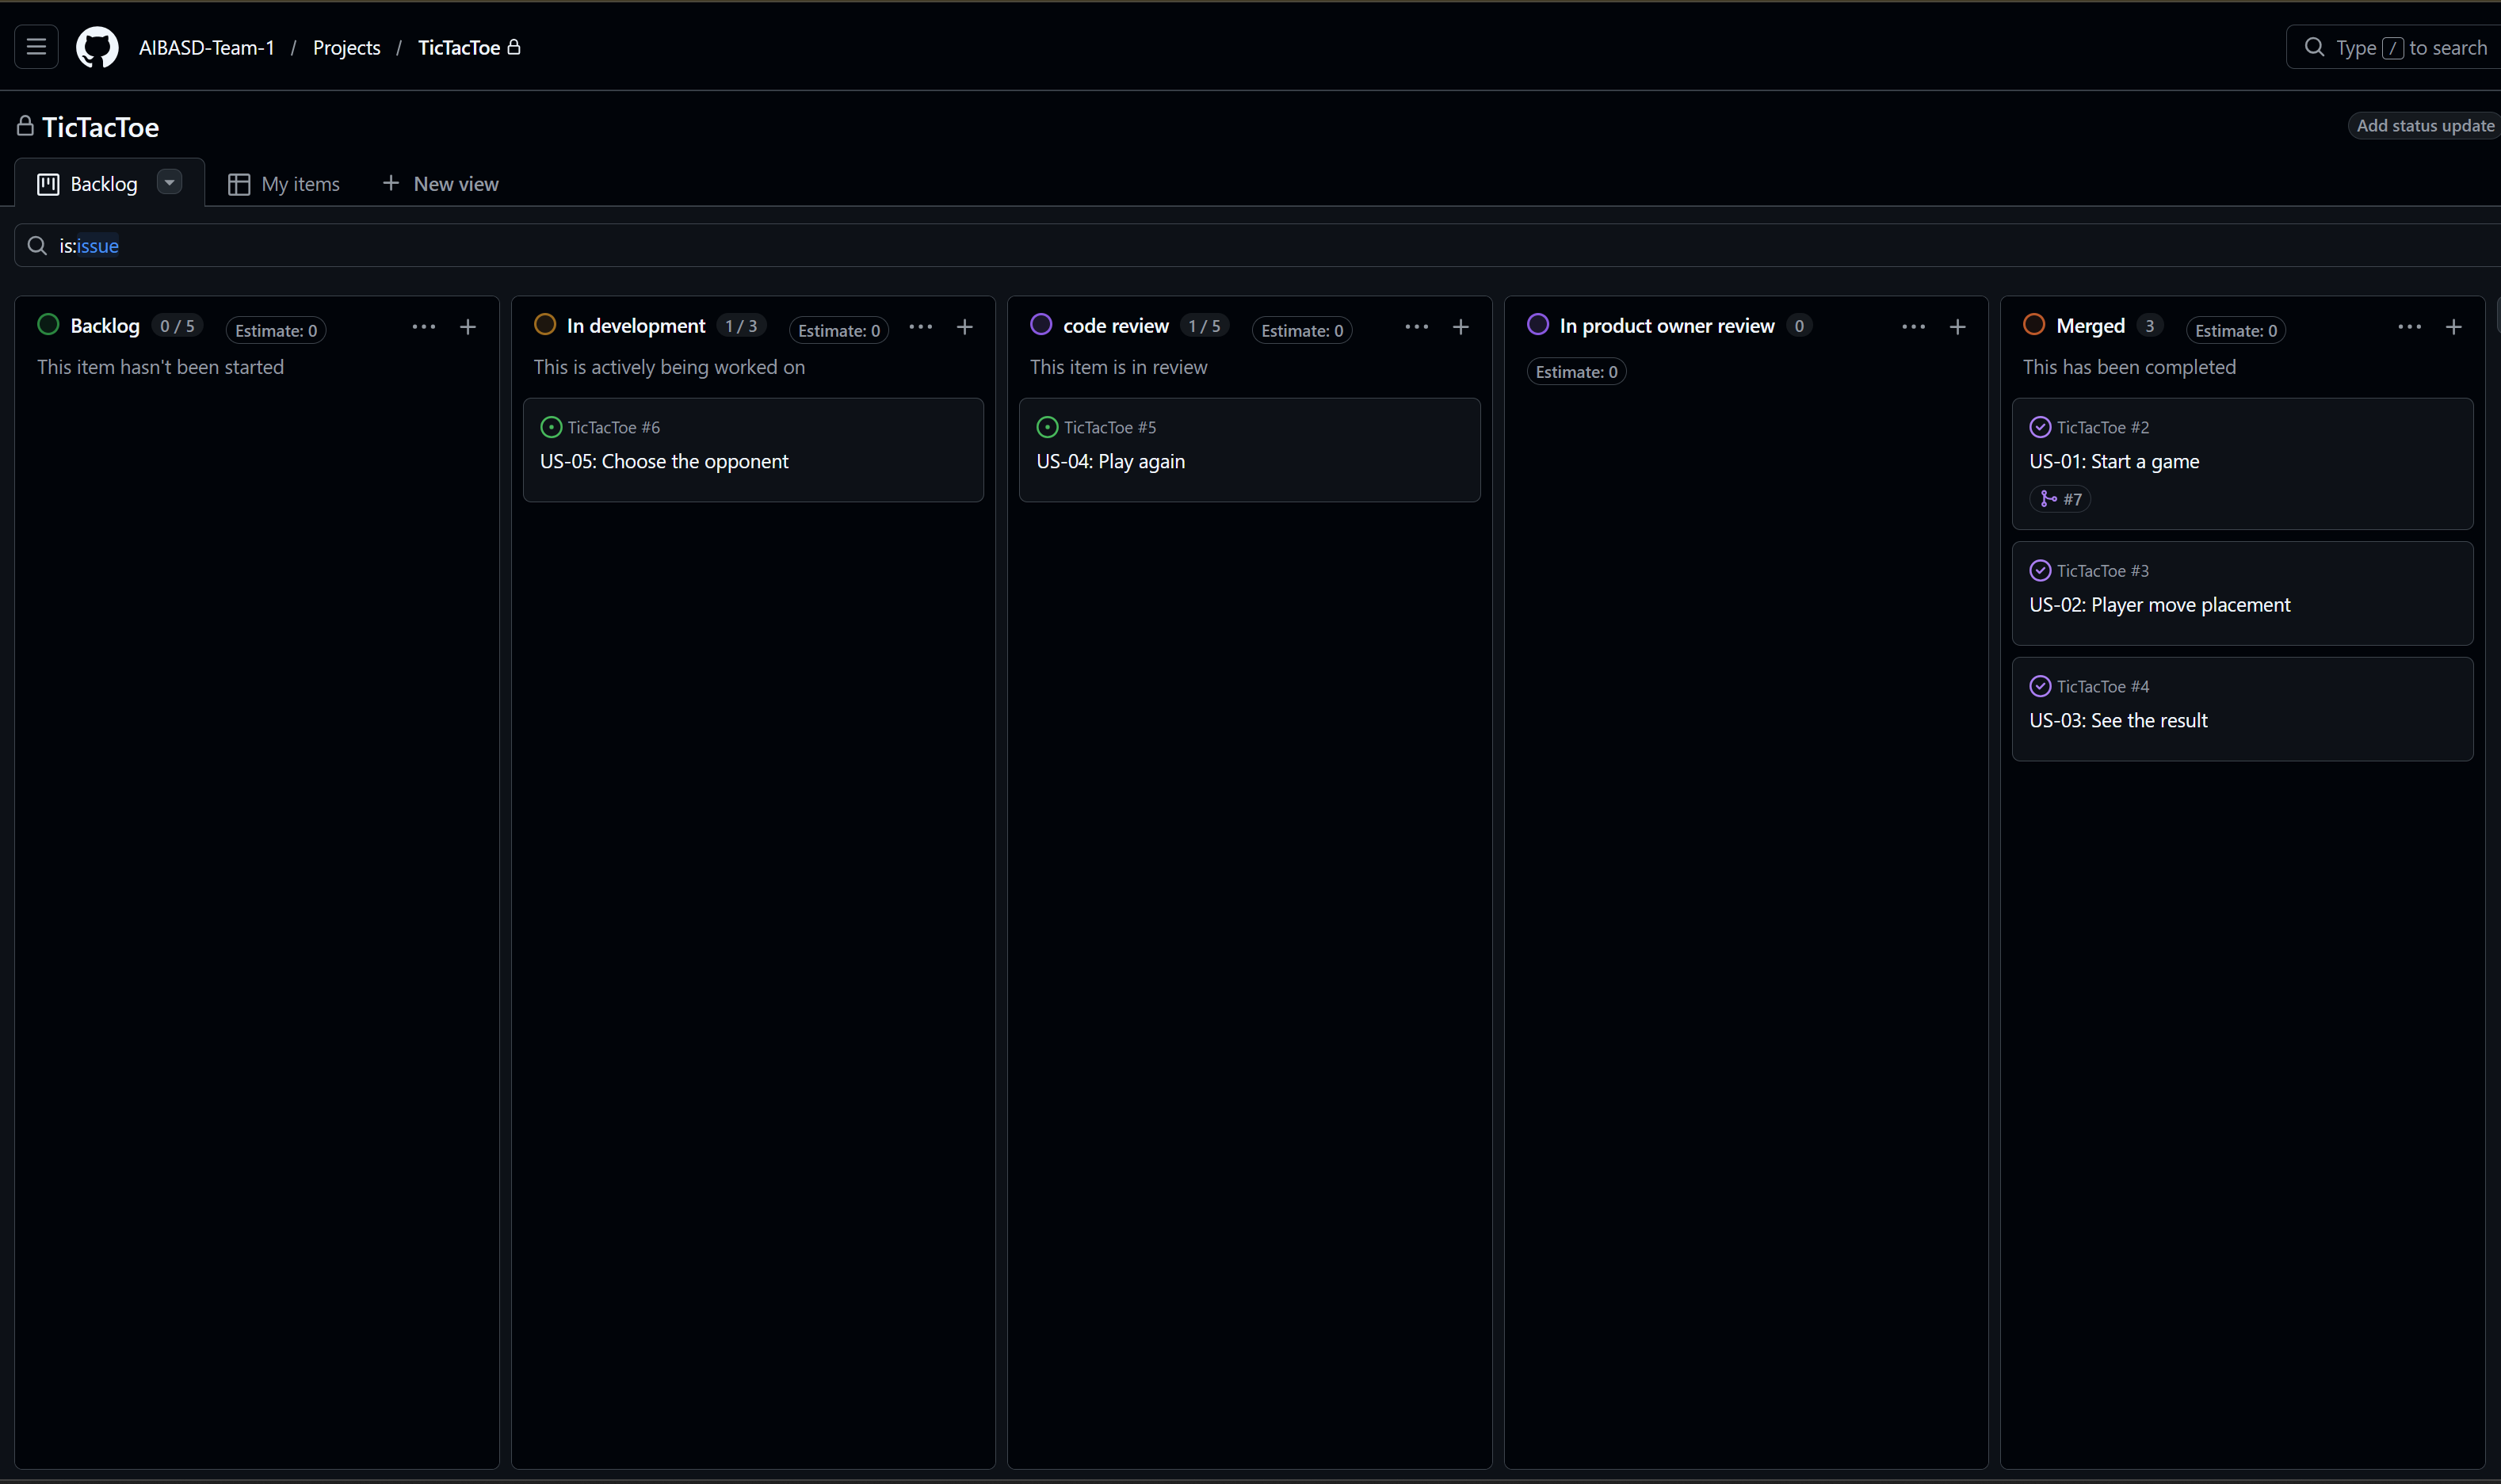 AIBASD-Team-1 / Projects / TicTacToe
Type / to search
TicTacToe
Add status update
Backlog
My items
New view
is:issue
Backlog 0 / 5 Estimate: 0
This item hasn't been started
In development 1 / 3 Estimate: 0
This is actively being worked on
TicTacToe #6
US-05: Choose the opponent
code review 1 / 5 Estimate: 0
This item is in review
TicTacToe #5
US-04: Play again
In product owner review 0
Estimate: 0
Merged 3 Estimate: 0
This has been completed
TicTacToe #2
US-01: Start a game
#7
TicTacToe #3
US-02: Player move placement
TicTacToe #4
US-03: See the result